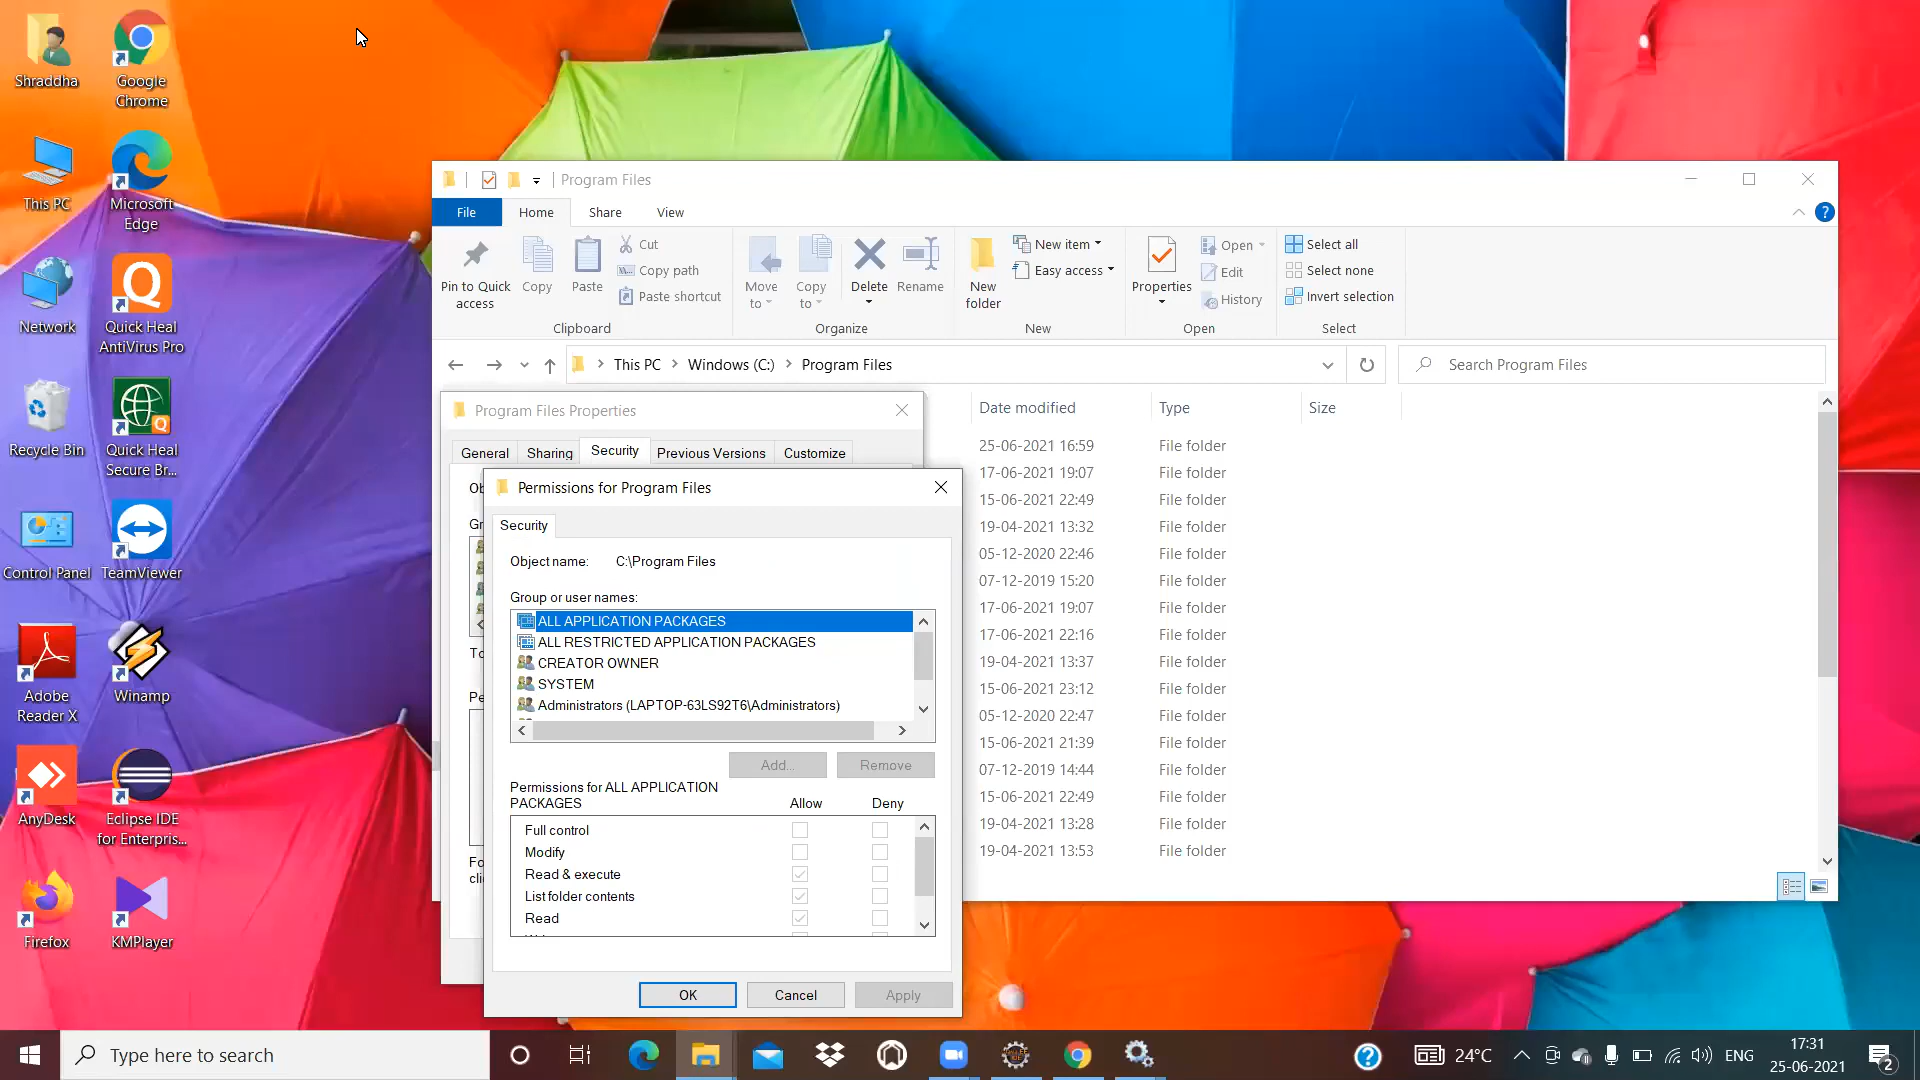 Shraddha
Google Chrome
This PC
Microsoft Edge
Network
Quick Heal AntiVirus Pro
Recycle Bin
Quick Heal Secure Br...
Control Panel
TeamViewer
Adobe Reader X
Winamp
AnyDesk
Eclipse IDE for Enterpris...
Firefox
KMPlayer
Program Files
File Home Share View
Pin to Quick access
Copy
Paste
Cut
Copy path
Paste shortcut
Clipboard
Move to
Copy to
Delete
Rename
Organize
New folder
New item
Easy access
New
Properties
Open
Edit
History
Open
Select all
Select none
Invert selection
Select
This PC > Windows (C:) > Program Files
Search Program Files
Date modified Type Size
25-06-2021 16:59 File folder
17-06-2021 19:07 File folder
15-06-2021 22:49 File folder
19-04-2021 13:32 File folder
05-12-2020 22:46 File folder
07-12-2019 15:20 File folder
17-06-2021 19:07 File folder
17-06-2021 22:16 File folder
19-04-2021 13:37 File folder
15-06-2021 23:12 File folder
05-12-2020 22:47 File folder
15-06-2021 21:39 File folder
07-12-2019 14:44 File folder
15-06-2021 22:49 File folder
19-04-2021 13:28 File folder
19-04-2021 13:53 File folder
Program Files Properties
General Sharing Security Previous Versions Customize
Permissions for Program Files
Security
Object name: C:\Program Files
Group or user names:
ALL APPLICATION PACKAGES
ALL RESTRICTED APPLICATION PACKAGES
CREATOR OWNER
SYSTEM
Administrators (LAPTOP-63LS92T6\Administrators)
Add... Remove
Permissions for ALL APPLICATION
PACKAGES Allow Deny
Full control
Modify
Read & execute
List folder contents
Read
OK Cancel Apply
Type here to search
24°C
ENG
17:31
25-06-2021
2